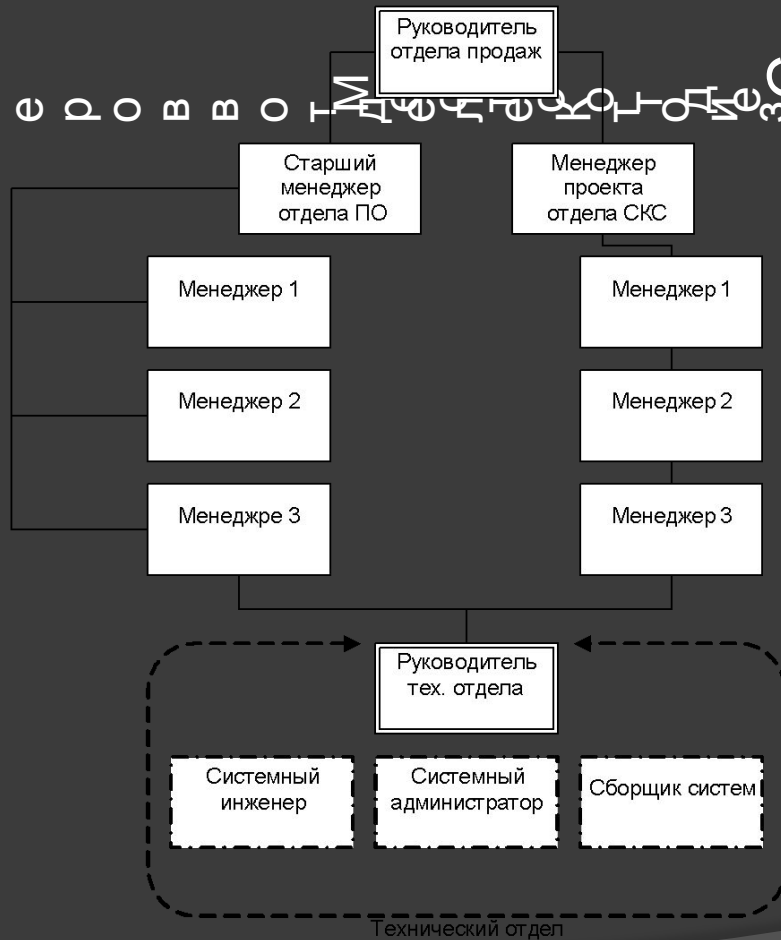 Руководитель
отдела продаж
Старший
менеджер
отдела ПО
Менеджер
проекта
отдела СКС
Менеджер 1
Менеджер 1
Менеджер 2
Менеджер 2
Менеджре 3
Менеджер 3
Руководитель
тех. отдела
Системный
инженер
Системный
администратор
Сборщик систем
Технический отдел